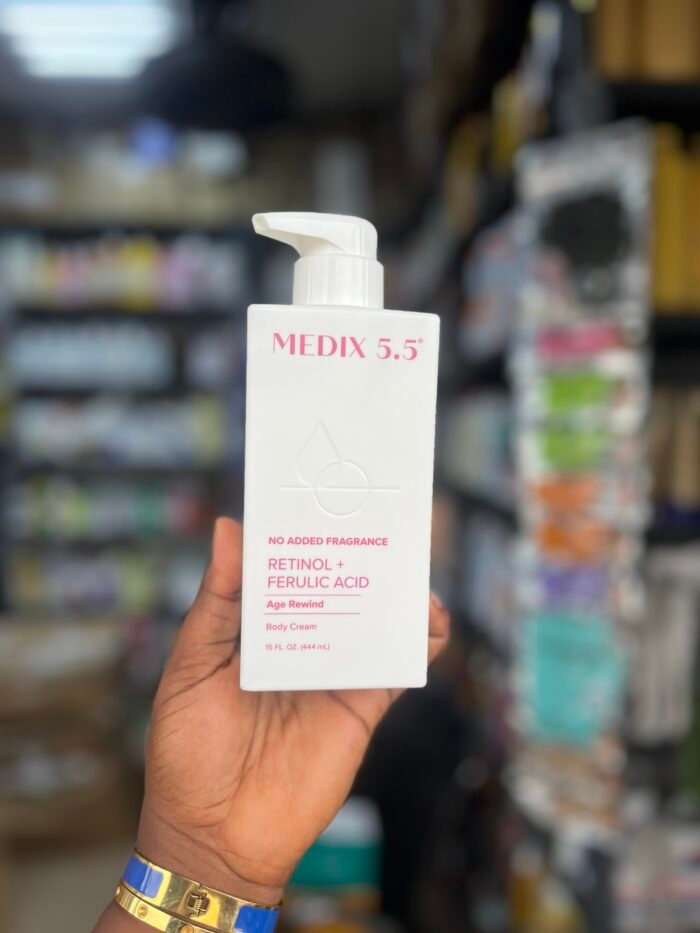 MEDIX 5.5®
NO ADDED FRAGRANCE
RETINOL +
FERULIC ACID
Age Rewind
Body Cream
15 FL. OZ. (444 mL)